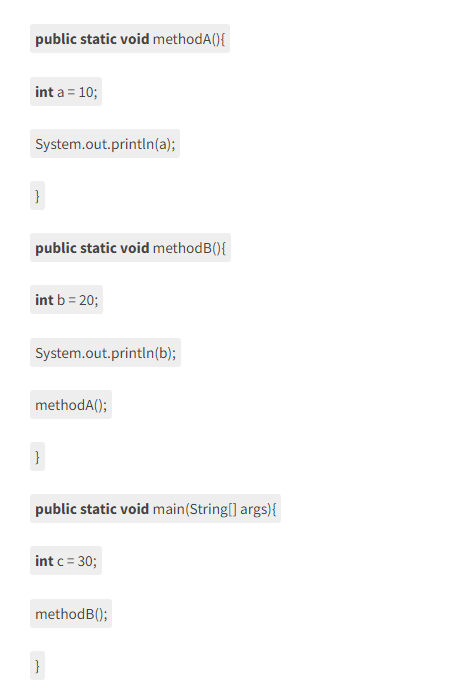 public static void methodA(){
int a = 10;
System.out.println(a);
}
public static void methodB(){
int b = 20;
System.out.println(b);
methodA();
}
public static void main(String[] args){
int c = 30;
methodB();
}